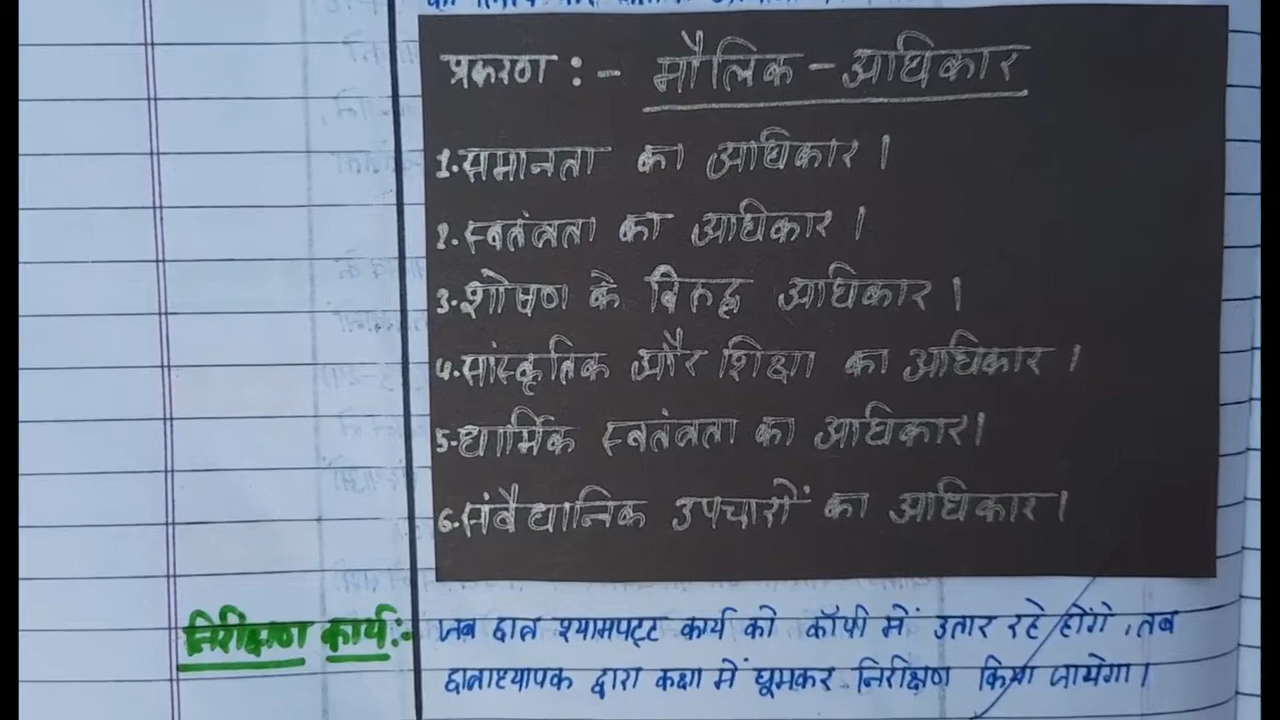 प्रकरण :- मौलिक - अधिकार
1. समानता का अधिकार ।
2. स्वतंत्रता का अधिकार ।
3. शोषण के विरुद्ध अधिकार ।
4. सांस्कृतिक और शिक्षा का अधिकार ।
5- धार्मिक स्वतंत्रता का अधिकार।
6. संवैधानिक उपचारों का अधिकार।
निरीक्षण कार्य:- जब छात्र श्यामपट्ट कार्य को कॉपी में उतार रहे होंगे, तब
छात्राध्यापक द्वारा कक्षा में घूमकर निरिक्षण किया जायेगा।